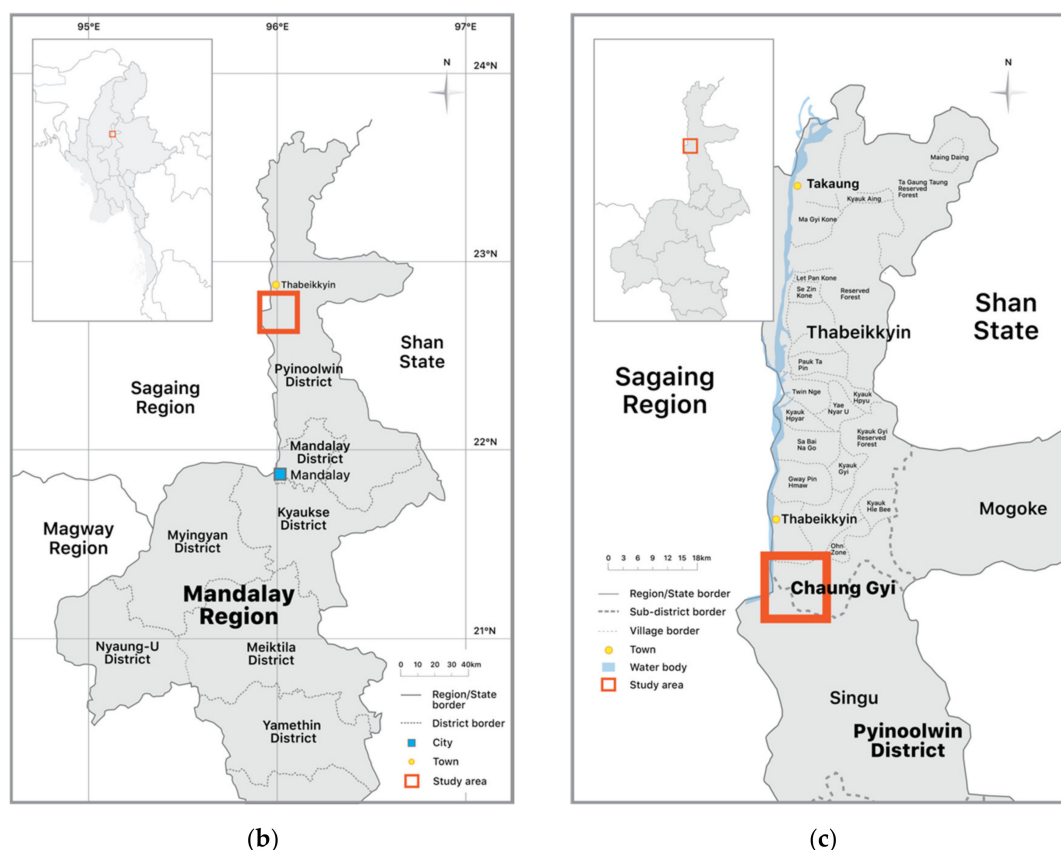 95°E
96°E
97°E
N
24°N
23°N
Thabeikkyin
Shan
State
Pyinoolwin
District
Sagaing
Region
22°N
Mandalay
District
Mandalay
Kyaukse
District
Magway
Region
Myingyan
District
Mandalay
Region
21°N
Nyaung-U
District
Meiktila
District
0 10 20 30 40km
Region/State
border
District border
City
Town
Study area
Yamethin
District
(b)
N
Maing Daing
Takaung
Ta Gaung Taung
Reserved
Forest
Kyauk Aing
Ma Gyi Kone
Let Pan Kone
Se Zin
Kone
Reserved
Forest
Shan
State
Thabeikkyin
Pauk Ta
Pin
Sagaing
Region
Twin Nge
Kyauk
Hpyu
Yae
Nyar U
Kyauk
Hpyar
Kyauk Gyi
Reserved
Forest
Sa Bai
Na Go
Kyauk
Gyi
Gway Pin
Hmaw
Kyauk
Hle Bee
Mogoke
Thabeikkyin
Ohn
Zone
0 3 6 9 12 18km
Chaung Gyi
Region/State border
Sub-district border
Village border
Town
Water body
Study area
Singu
Pyinoolwin
District
(c)